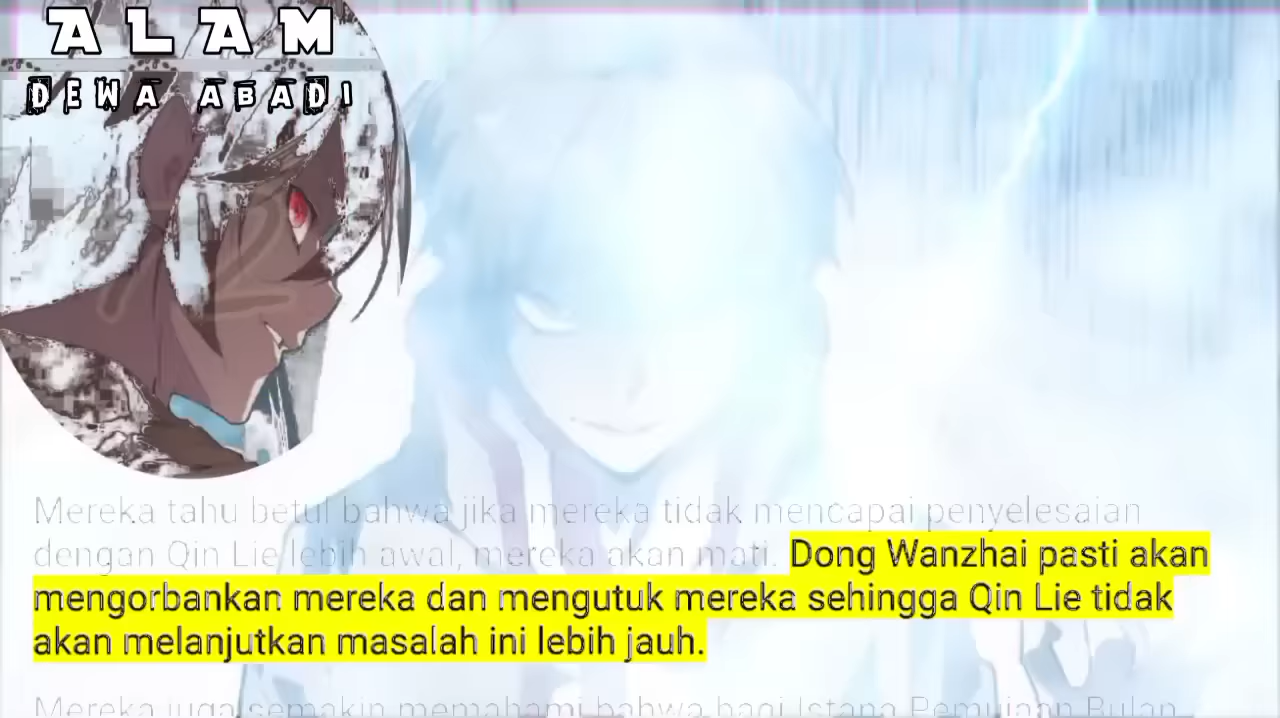 ALAM
DEWA ABADI
Mereka tahu betul bahwa jika mereka tidak mencapai penyelesaian
dengan Qin Lie lebih awal, mereka akan mati. Dong Wanzhai pasti akan
mengorbankan mereka dan mengutuk mereka sehingga Qin Lie tidak
akan melanjutkan masalah ini lebih jauh.
Mereka juga semakin memahami bahwa bagi Istana Pemujaan Bulan